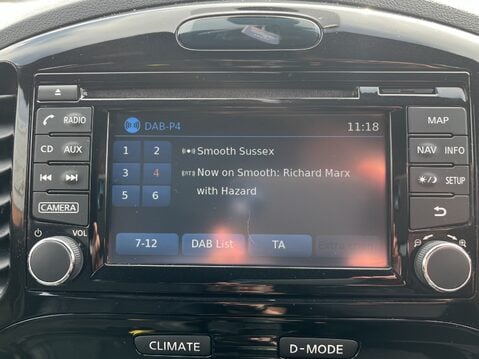 DAB-P4 11:18
RADIO
MAP
1 2
Smooth Sussex
CD AUX
NAV INFO
3 4
Now on Smooth: Richard Marx
SETUP
with Hazard
5 6
CAMERA
VOL
7-12 DAB List TA
CLIMATE
D-MODE